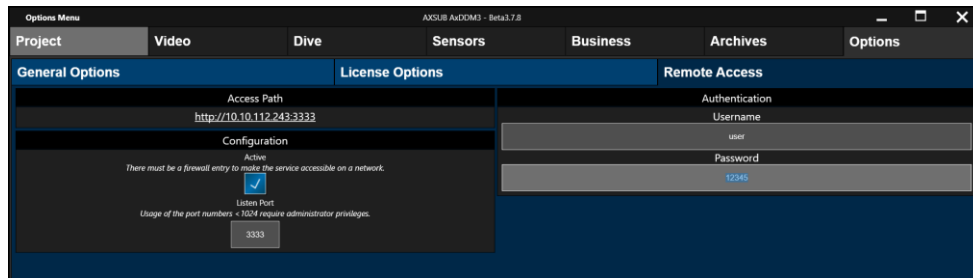 Options Menu
AXSUB AxDDM3 - Beta3.7.8
Project Video Dive Sensors Business Archives Options
General Options License Options Remote Access
Access Path
http://10.10.112.243:3333
Configuration
Active
There must be a firewall entry to make the service accessible on a network.
Listen Port
Usage of the port numbers < 1024 require administrator privileges.
3333
Authentication
Username
user
Password
12345